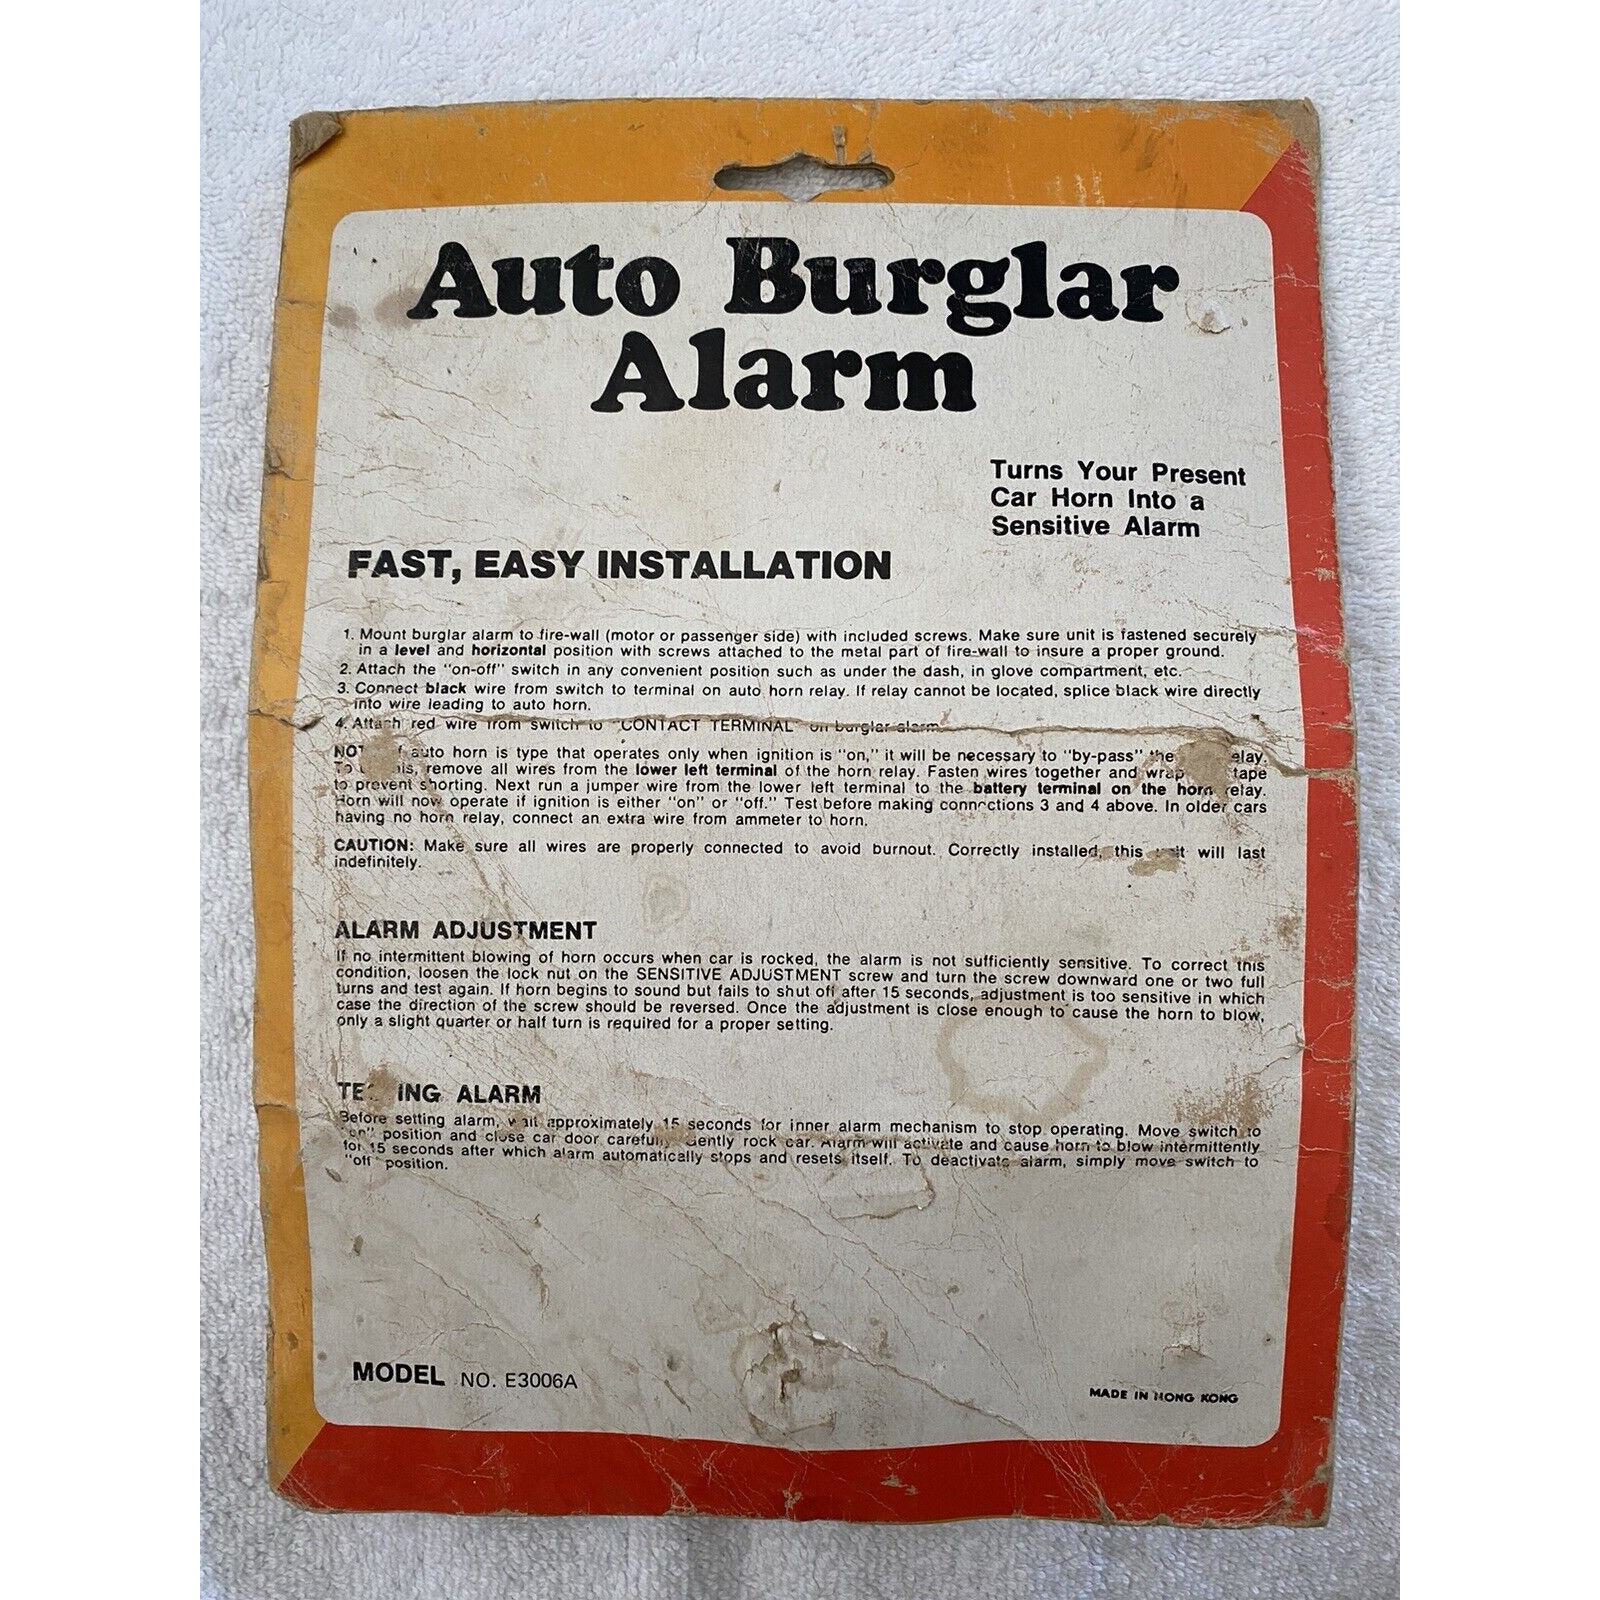 Auto Burglar
Alarm
Turns Your Present
Car Horn Into a
Sensitive Alarm
FAST, EASY INSTALLATION
1. Mount burglar alarm to fire-wall (motor or passenger side) with included screws. Make sure unit is fastened securely
in a level and horizontal position with screws attached to the metal part of fire-wall to insure a proper ground.
2. Attach the "on-off" switch in any convenient position such as under the dash, in glove compartment, etc.
3. Connect black wire from switch to terminal on auto horn relay. If relay cannot be located, splice black wire directly
into wire leading to auto horn.
4. Attach red wire from switch to "CONTACT TERMINAL" on burglar alarm.
auto horn is type that operates only when ignition is "on," it will be necessary to "by-pass" the
remove all wires from the lower left terminal of the horn relay. Fasten wires together and wrap tape
to prevent shorting. Next run a jumper wire from the lower left terminal to the battery terminal on the horn relay.
Horn will now operate if ignition is either "on" or "off." Test before making connections 3 and 4 above. In older cars
having no horn relay, connect an extra wire from ammeter to horn.
CAUTION: Make sure all wires are properly connected to avoid burnout. Correctly installed, this will last
indefinitely.
ALARM ADJUSTMENT
If no intermittent blowing of horn occurs when car is rocked, the alarm is not sufficiently sensitive. To correct this
condition, loosen the lock nut on the SENSITIVE ADJUSTMENT screw and turn the screw downward one or two full
turns and test again. If horn begins to sound but fails to shut off after 15 seconds, adjustment is too sensitive in which
case the direction of the screw should be reversed. Once the adjustment is close enough to cause the horn to blow,
only a slight quarter or half turn is required for a proper setting.
ALARM
Before setting alarm, wait approximately 15 seconds for inner alarm mechanism to stop operating. Move switch to
"on" position and close car door carefully. Gently rock car. Alarm will activate and cause horn to blow intermittently
for 15 seconds after which alarm automatically stops and resets itself. To deactivate alarm, simply move switch to
"off" position.
MODEL NO. E3006A
MADE IN HONG KONG